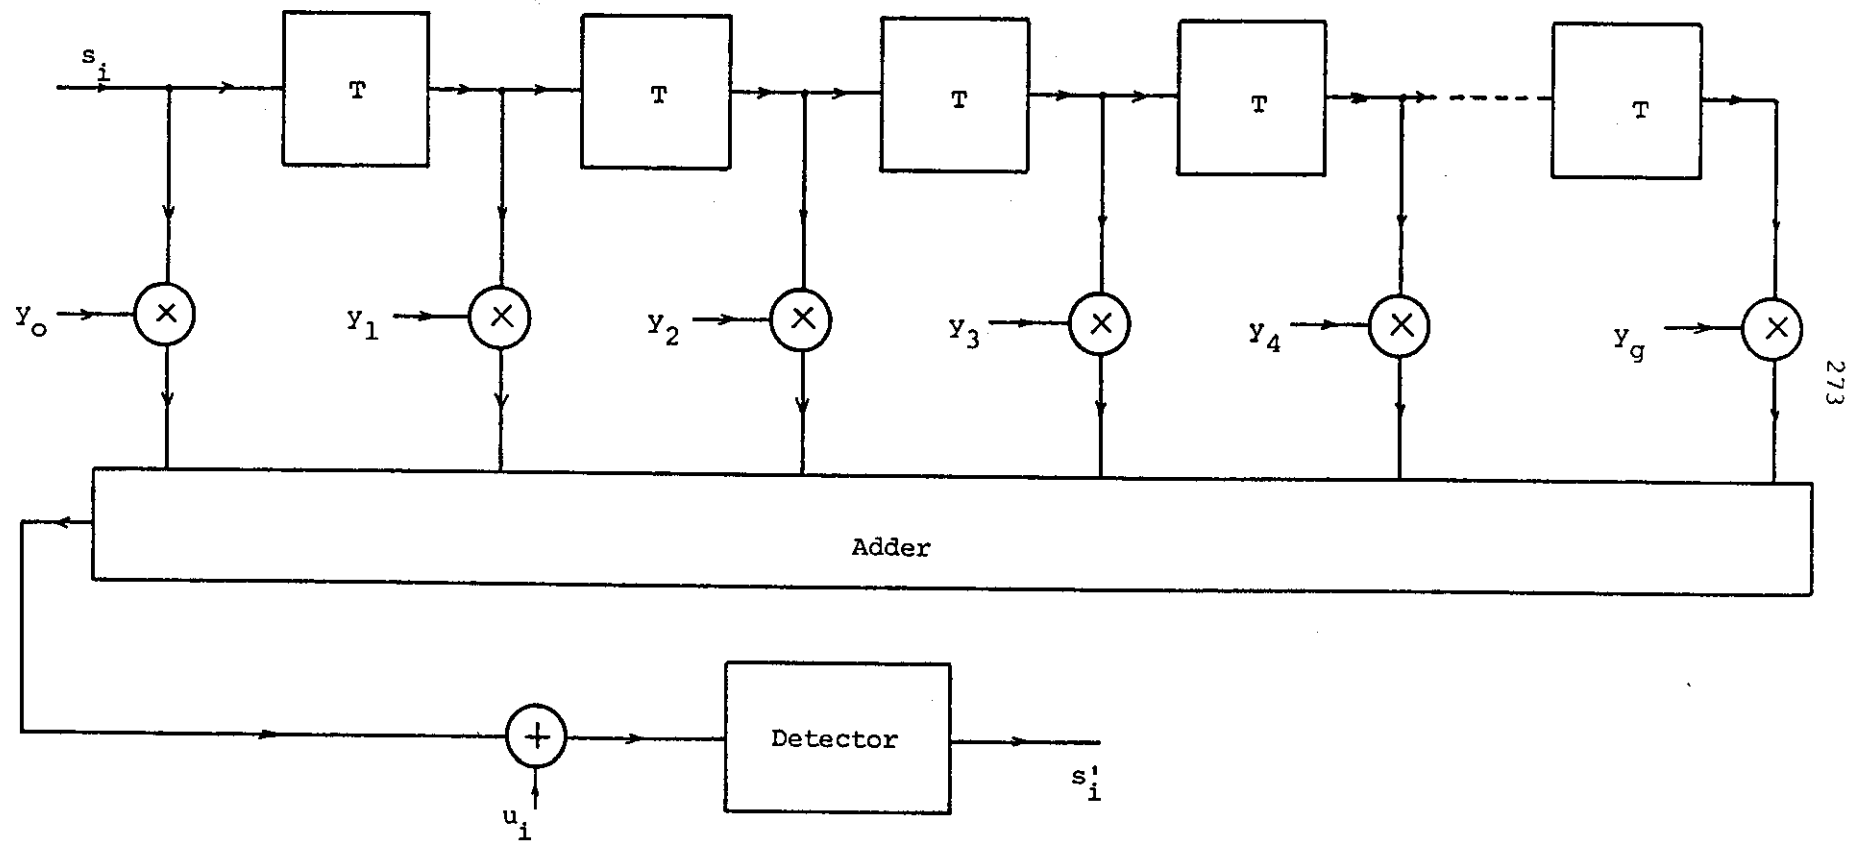 s_i
T
T
T
T
T
y_o
y_1
y_2
y_3
y_4
y_g
273
Adder
Detector
s'_i
u_i